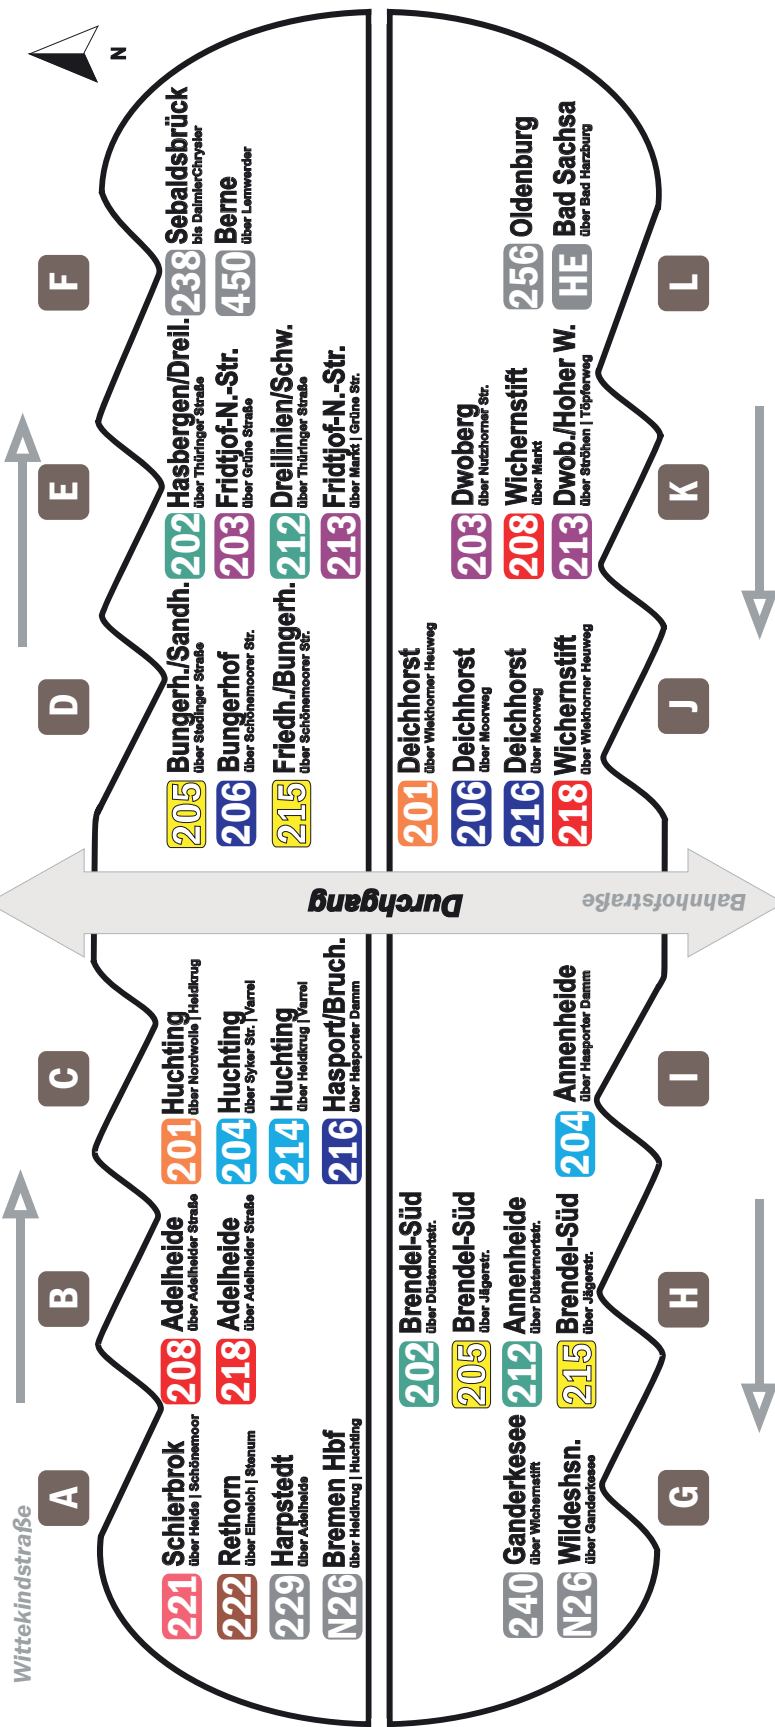 Wittekindstraße
A
B
C
D
E
F
N
221 Schierbrok
über Heide | Schönemoor
222 Rethorn
über Elmeloh | Stenum
229 Harpstedt
über Adelheide
N26 Bremen Hbf
über Heidkrug | Huchting
208 Adelheide
über Adelheider Straße
218 Adelheide
über Adelheider Straße
201 Huchting
über Nordwolle | Heidkrug
204 Huchting
über Syker Str. | Varrel
214 Huchting
über Heidkrug | Varrel
216 Hasport/Bruch.
über Hasporter Damm
205 Bungerh./Sandh.
über Stedinger Straße
206 Bungerhof
über Schönemoorer Str.
215 Friedh./Bungerh.
über Schönemoorer Str.
202 Hasbergen/Dreil.
über Thüringer Straße
203 Fridtjof-N.-Str.
über Grüne Straße
212 Dreilinien/Schw.
über Thüringer Straße
213 Fridtjof-N.-Str.
über Markt | Grüne Str.
238 Sebaldsbrück
bis DaimlerChrysler
450 Berne
über Lemwerder
Durchgang
Bahnhofstraße
240 Ganderkesee
über Wichernstift
N26 Wildeshsn.
über Ganderkesee
202 Brendel-Süd
über Düsternortstr.
205 Brendel-Süd
über Jägerstr.
212 Annenheide
über Düsternortstr.
215 Brendel-Süd
über Jägerstr.
204 Annenheide
über Hasporter Damm
201 Deichhorst
über Wiekhorner Heuweg
206 Deichhorst
über Moorweg
216 Deichhorst
über Moorweg
218 Wichernstift
über Wiekhorner Heuweg
203 Dwoberg
über Nutzhorner Str.
208 Wichernstift
über Markt
213 Dwob./Hoher W.
über Ströhen | Töpferweg
256 Oldenburg
HE Bad Sachsa
über Bad Harzburg
G
H
I
J
K
L